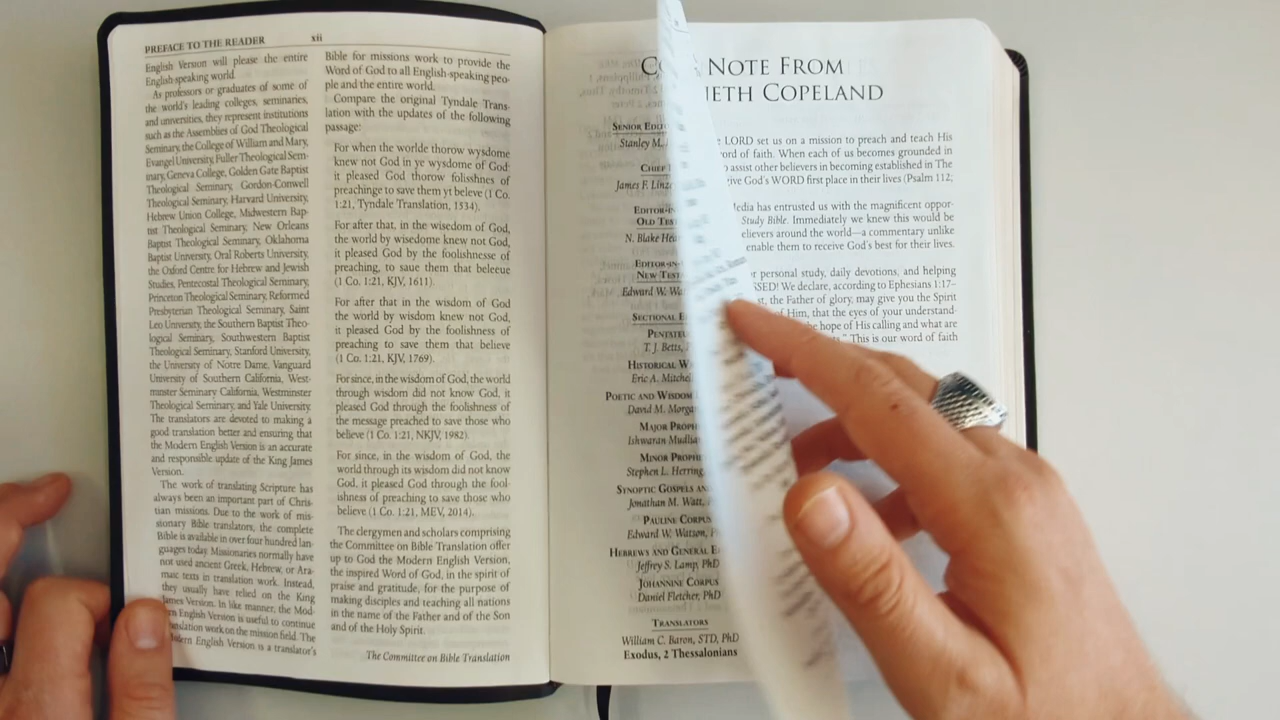 PREFACE TO THE READER xii
English Version will please the entire
English-speaking world.
As professors or graduates of some of
the world's leading colleges, seminaries,
and universities, they represent institutions
such as the Assemblies of God Theological
Seminary, the College of William and Mary,
Evangel University, Fuller Theological Sem-
inary, Geneva College, Golden Gate Baptist
Theological Seminary, Gordon-Conwell
Theological Seminary, Harvard University,
Hebrew Union College, Midwestern Bap-
tist Theological Seminary, New Orleans
Baptist Theological Seminary, Oklahoma
Baptist University, Oral Roberts University,
the Oxford Centre for Hebrew and Jewish
Studies, Pentecostal Theological Seminary,
Princeton Theological Seminary, Reformed
Presbyterian Theological Seminary, Saint
Leo University, the Southern Baptist Theo-
logical Seminary, Southwestern Baptist
Theological Seminary, Stanford University,
the University of Notre Dame, Vanguard
University of Southern California, West-
minster Seminary California, Westminster
Theological Seminary, and Yale University.
The translators are devoted to making a
good translation better and ensuring that
the Modern English Version is an accurate
and responsible update of the King James
Version.
The work of translating Scripture has
always been an important part of Chris-
tian missions. Due to the work of mis-
sionary Bible translators, the complete
Bible is available in over four hundred lan-
guages today. Missionaries normally have
not used ancient Greek, Hebrew, or Ara-
maic texts in translation work. Instead,
they usually have relied on the King
James Version. In like manner, the Mod-
English Version is useful to continue
work on the mission field. The
English Version is a translator's
Bible for missions work to provide the
Word of God to all English-speaking peo-
ple and the entire world.
Compare the original Tyndale Trans-
lation with the updates of the following
passage:
For when the worlde thorow wysdome
knew not God in ye wysdome of God:
it pleased God thorow folisshnes of
preachinge to save them yt beleve (1 Co.
1:21, Tyndale Translation, 1534).
For after that, in the wisedom of God,
the world by wisedome knew not God,
it pleased God by the foolishnesse of
preaching, to saue them that beleeue
(1 Co. 1:21, KJV, 1611).
For after that in the wisdom of God
the world by wisdom knew not God,
it pleased God by the foolishness of
preaching to save them that believe
(1 Co. 1:21, KJV, 1769).
For since, in the wisdom of God, the world
through wisdom did not know God, it
pleased God through the foolishness of
the message preached to save those who
believe (1 Co. 1:21, NKJV, 1982).
For since, in the wisdom of God, the
world through its wisdom did not know
God, it pleased God through the fool-
ishness of preaching to save those who
believe (1 Co. 1:21, MEV, 2014).
The clergymen and scholars comprising
the Committee on Bible Translation offer
up to God the Modern English Version,
the inspired Word of God, in the spirit of
praise and gratitude, for the purpose of
making disciples and teaching all nations
in the name of the Father and of the Son
and of the Holy Spirit.
The Committee on Bible Translation
SENIOR
Stanley M.
CHIEF
James F.
OLD
N. Blake
NEW
Edward W.
SECTIONAL
T. J. Betts,
HISTORICAL
Eric A.
POETIC AND WISDOM
David M.
MAJOR
Ishwaran
MINOR
Stephen L.
SYNOPTIC GOSPELS
Jonathan M. Watt,
PAULINE CORPUS
Edward W. Watson,
HEBREWS AND GENERAL
Jeffrey S. Lamp, PhD
JOHANNINE CORPUS
Daniel Fletcher, PhD
TRANSLATORS
William C. Baron, STD, PhD
Exodus, 2 Thessalonians
NOTE FROM
COPELAND
LORD set us on a mission to preach and teach His
of faith. When each of us becomes grounded in
assist other believers in becoming established in The
God's WORD first place in their lives (Psalm 112;
has entrusted us with the magnificent oppor-
Study Bible. Immediately we knew this would be
around the world—a commentary unlike
enable them to receive God's best for their lives.
personal study, daily devotions, and helping
We declare, according to Ephesians 1:17–
the Father of glory, may give you the Spirit
of Him, that the eyes of your understand-
hope of His calling and what are
This is our word of faith